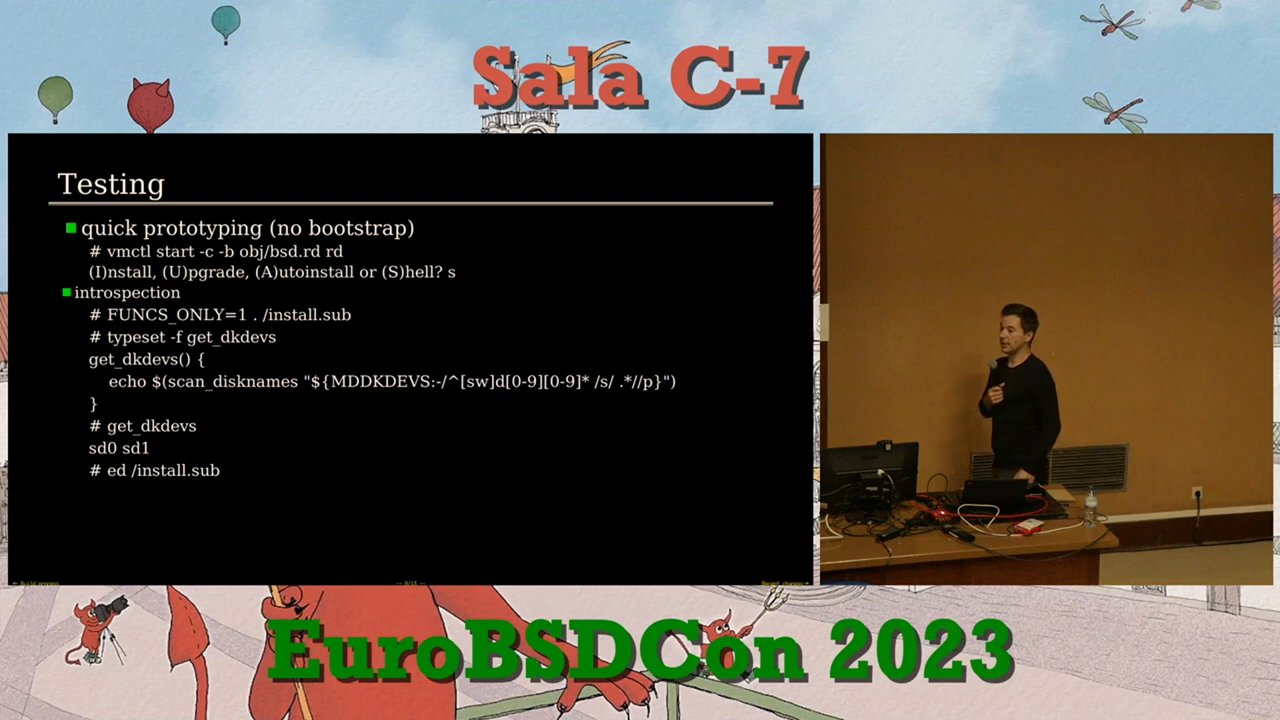 Sala C-7
Testing
quick prototyping (no bootstrap)
# vmctl start -c -b obj/bsd.rd rd
(I)nstall, (U)pgrade, (A)utoinstall or (S)hell? s
introspection
# FUNCS_ONLY=1 . /install.sub
# typeset -f get_dkdevs
get_dkdevs() {
echo $(scan_disknames "${MDDKDEVS:-/^[sw]d[0-9][0-9]* /s/ .*//p}")
}
# get_dkdevs
sd0 sd1
# ed /install.sub
EuroBSDCon 2023